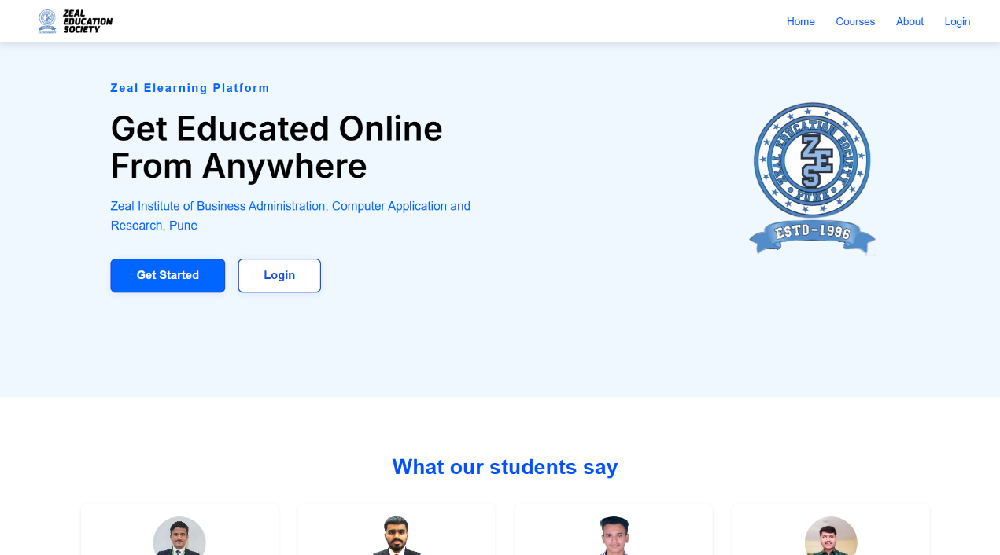 ZEAL
EDUCATION
SOCIETY
Home
Courses
About
Login
Zeal Elearning Platform
Get Educated Online
From Anywhere
Zeal Institute of Business Administration, Computer Application and
Research, Pune
Get Started
Login
ZEAL EDUCATION SOCIETY
ZES
PUNE
ESTD-1996
What our students say